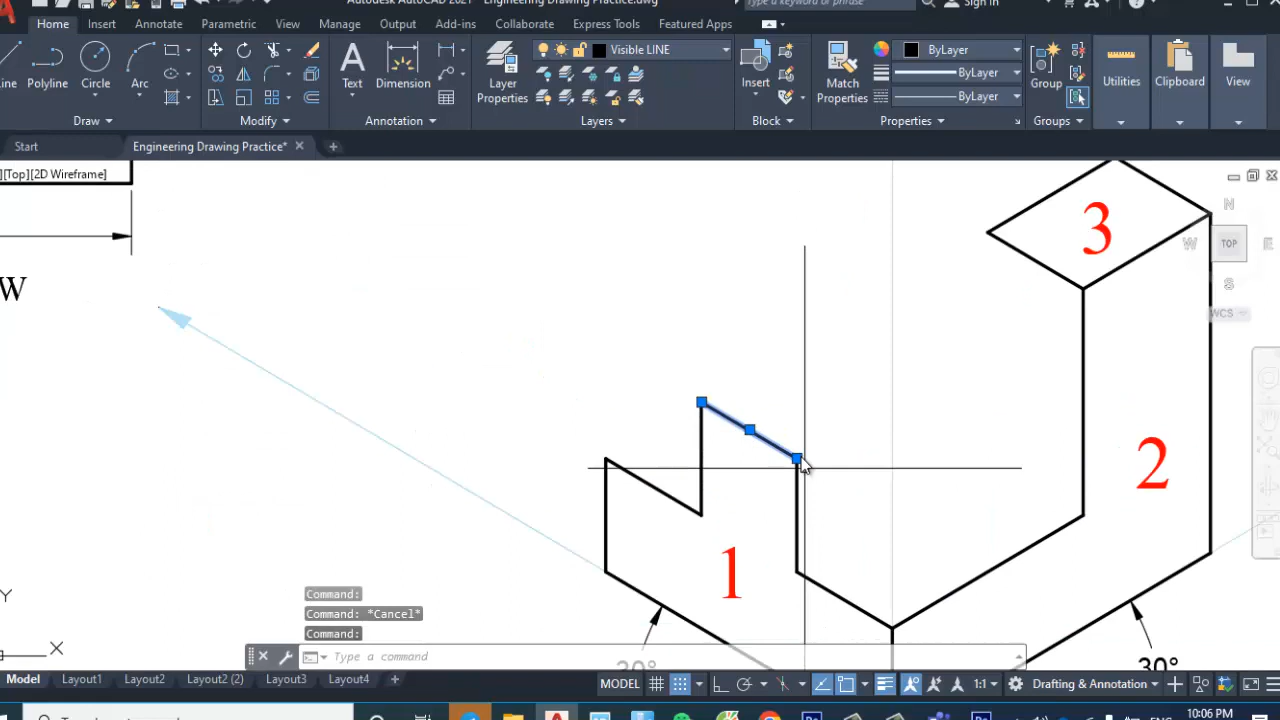 Autodesk AutoCAD 2021 Engineering Drawing Practice.dwg
Type a keyword or phrase
Sign In
Home Insert Annotate Parametric View Manage Output Add-ins Collaborate Express Tools Featured Apps
Visible LINE
ByLayer
Line Polyline Circle Arc Text Dimension Layer Properties Insert Match Properties ByLayer Group Utilities Clipboard View
ByLayer
Draw Modify Annotation Layers Block Properties Groups
Start Engineering Drawing Practice*
][Top][2D Wireframe]
N
3
W TOP E
S
W
WCS
2
1
Command:
Y
Command: *Cancel*
Command:
X
Type a command
30°
30°
Model Layout1 Layout2 Layout2 (2) Layout3 Layout4 MODEL 1:1 Drafting & Annotation
10:06 PM